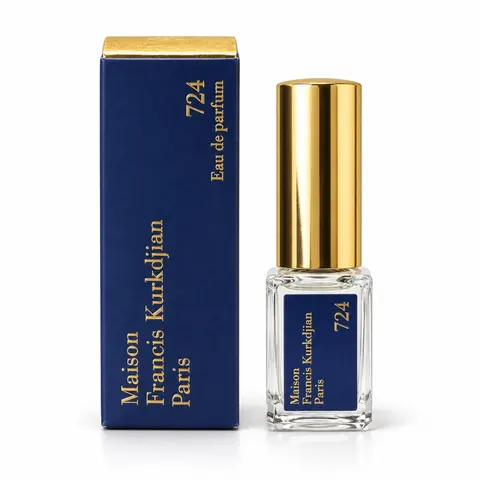 724
Eau de parfum
Maison
Francis Kurkdjian
Paris
724
Maison
Francis Kurkdjian
Paris